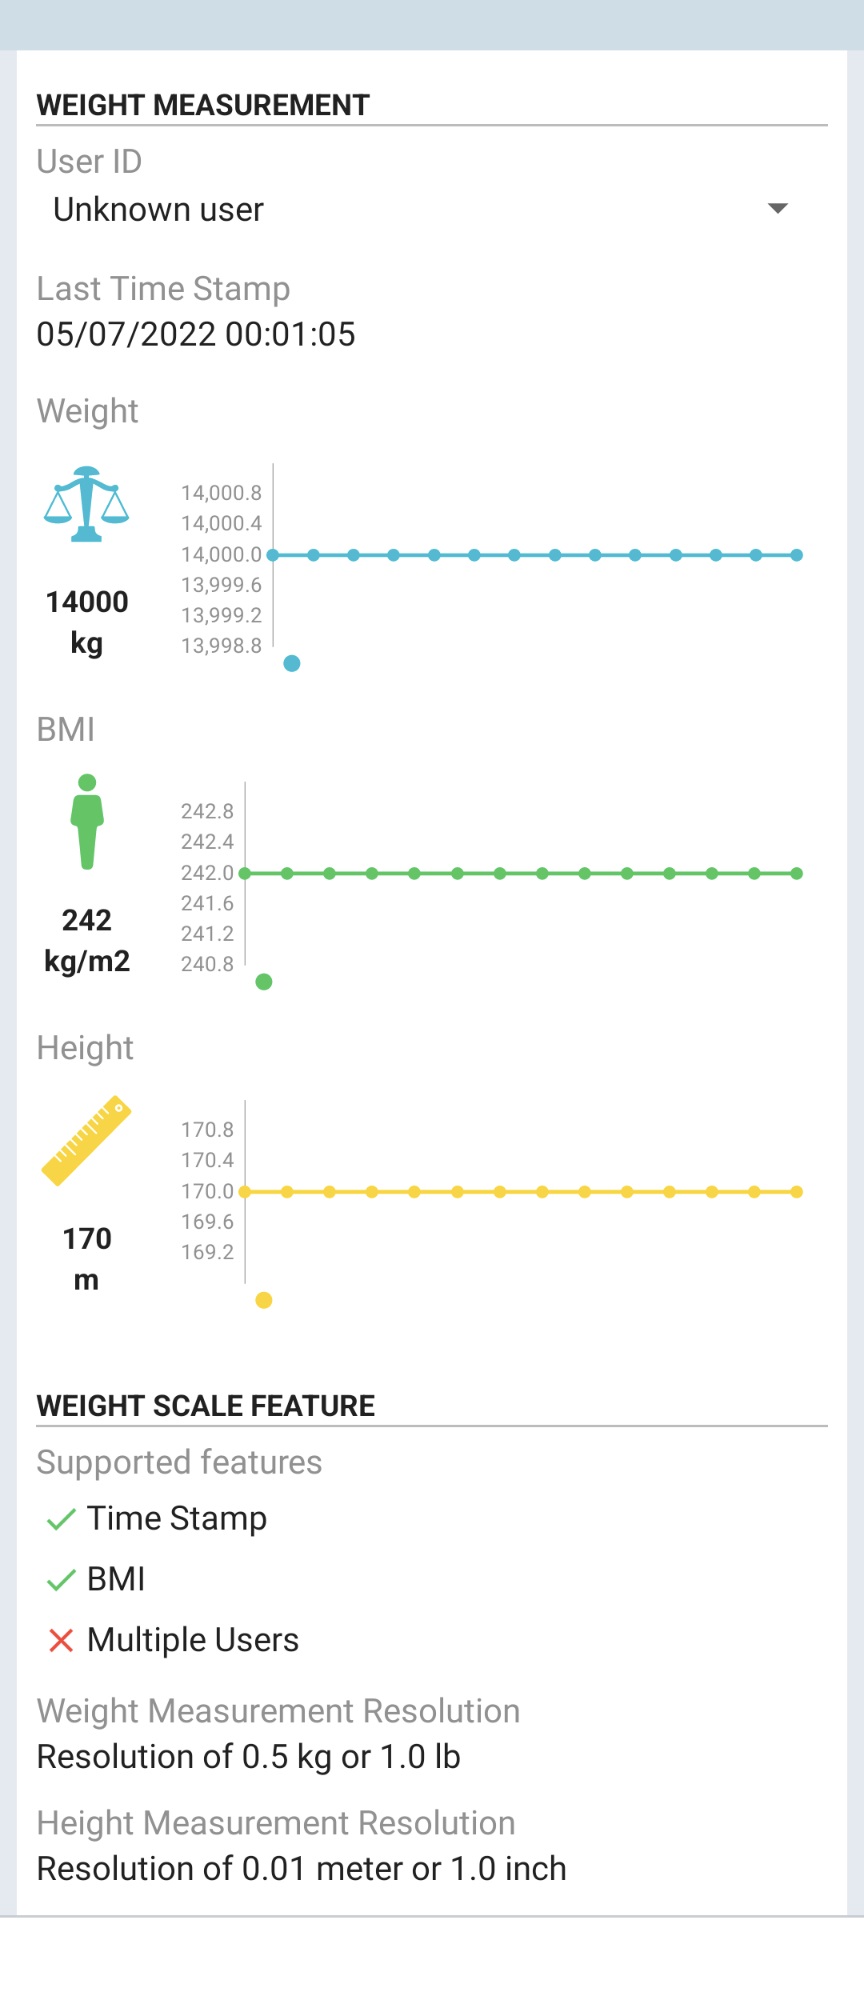 WEIGHT MEASUREMENT
User ID
Unknown user
Last Time Stamp
05/07/2022 00:01:05
Weight
14,000.8
14,000.4
14,000.0
13,999.6
13,999.2
13,998.8
14000
kg
BMI
242.8
242.4
242.0
241.6
241.2
240.8
242
kg/m2
Height
170.8
170.4
170.0
169.6
169.2
170
m
WEIGHT SCALE FEATURE
Supported features
Time Stamp
BMI
Multiple Users
Weight Measurement Resolution
Resolution of 0.5 kg or 1.0 lb
Height Measurement Resolution
Resolution of 0.01 meter or 1.0 inch